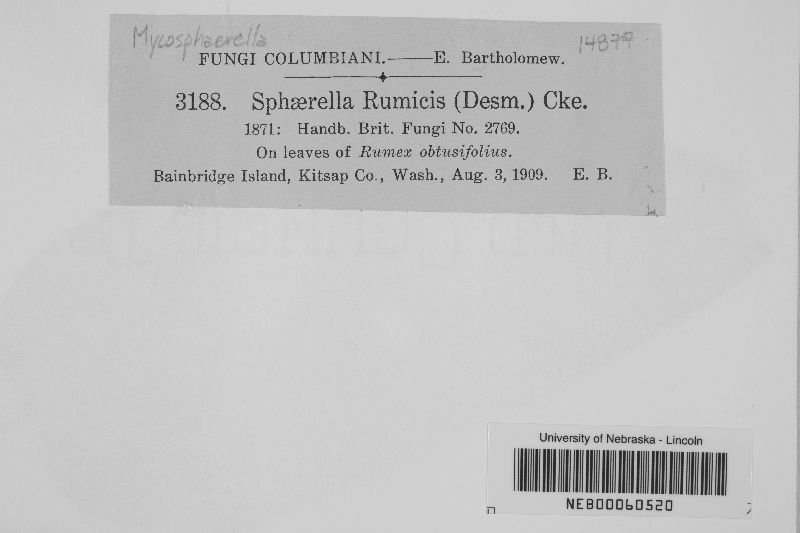 Mycosphaerella
14877
FUNGI COLUMBIANI.——E. Bartholomew.
3188. Sphærella Rumicis (Desm.) Cke.
1871: Handb. Brit. Fungi No. 2769.
On leaves of Rumex obtusifolius.
Bainbridge Island, Kitsap Co., Wash., Aug. 3, 1909. E. B.
University of Nebraska - Lincoln
NEB00060520